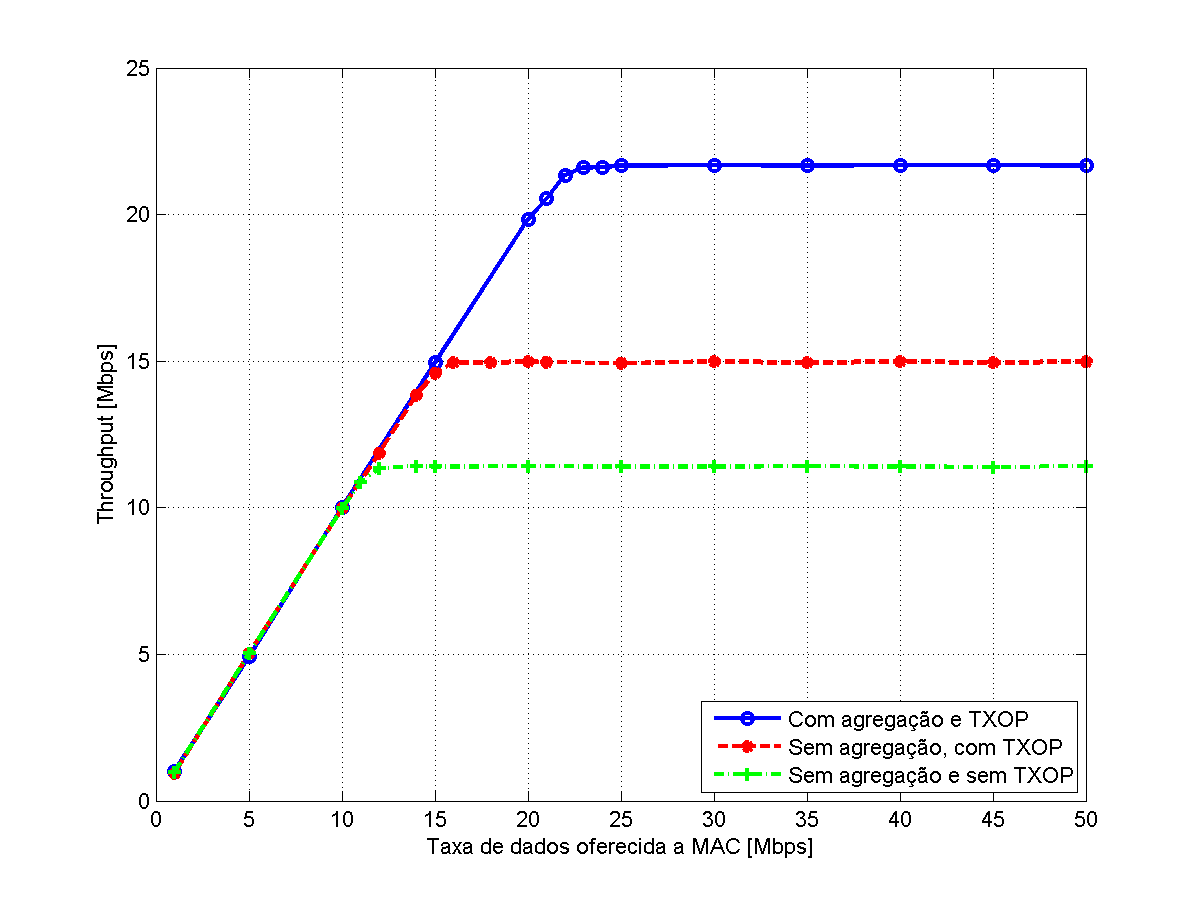 25
20
15
10
5
0
Throughput [Mbps]
Com agregação e TXOP
Sem agregação, com TXOP
Sem agregação e sem TXOP
0 5 10 15 20 25 30 35 40 45 50
Taxa de dados oferecida a MAC [Mbps]